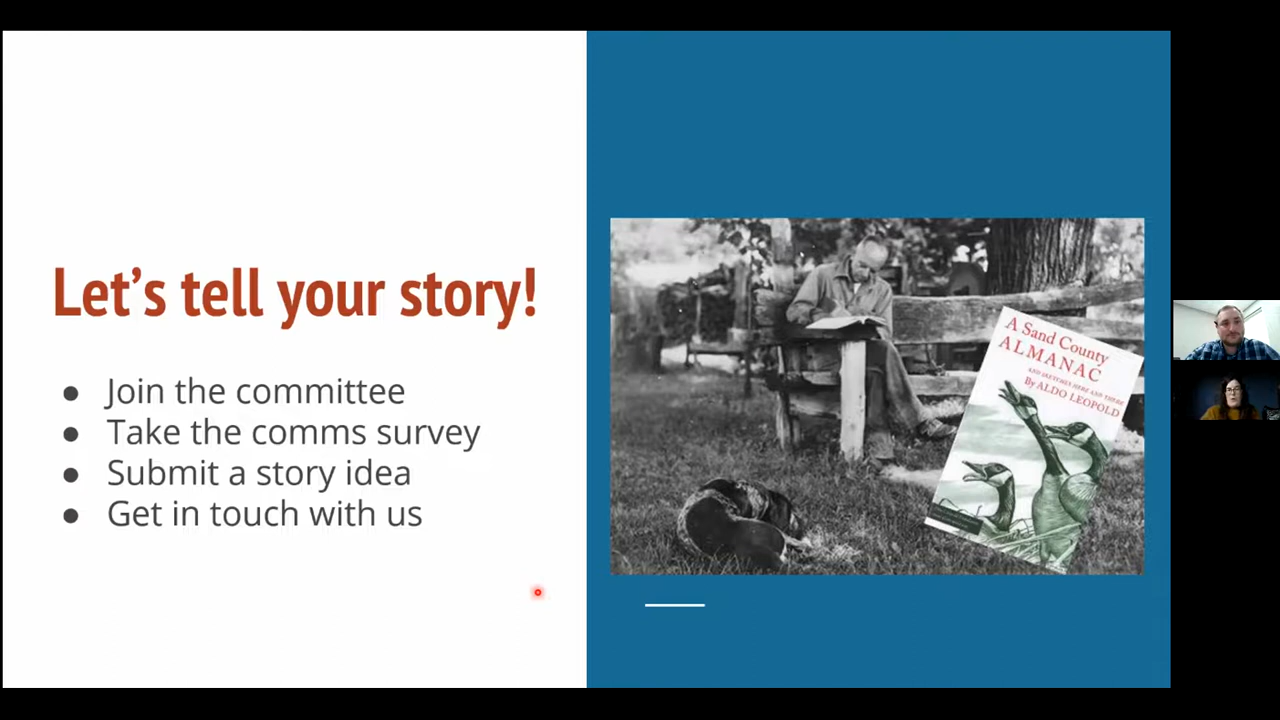 Let's tell your story!
● Join the committee
● Take the comms survey
● Submit a story idea
● Get in touch with us
A Sand County
ALMANAC
AND SKETCHES HERE AND THERE
By ALDO LEOPOLD